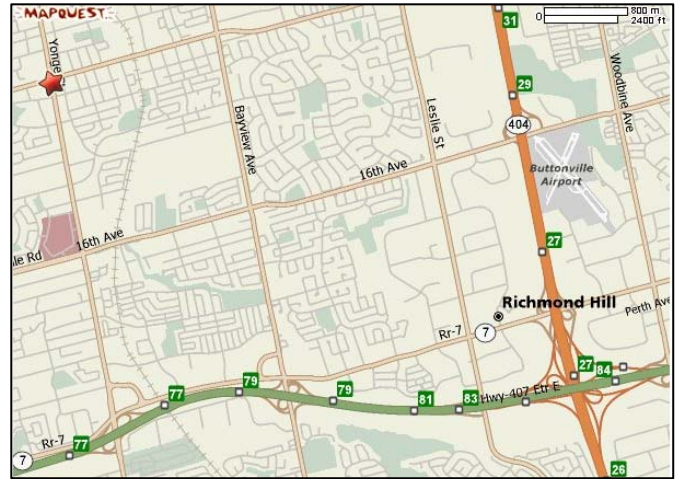 MAPQUEST
31
0
800 m
2400 ft
Yonge
29
Woodbine Ave
Bayview Ave
Leslie St
404
16th Ave
Buttonville
Airport
16th Ave
le Rd
27
Richmond Hill
Perth Ave
Rr-7
7
27
84
79
77
79
81
83
Hwy-407 Etr E
Rr-7
77
7
26